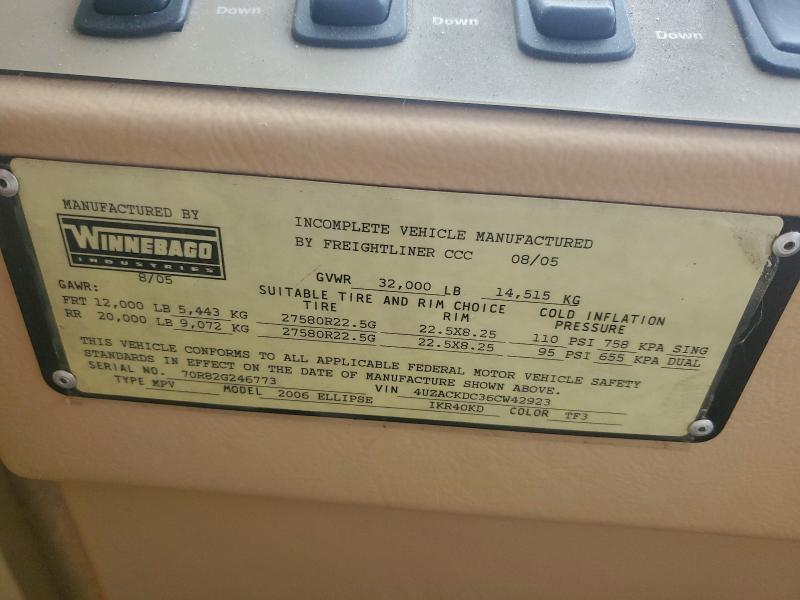 Down Down Down
MANUFACTURED BY
WINNEBAGO
INDUSTRIES
8/05
INCOMPLETE VEHICLE MANUFACTURED
BY FREIGHTLINER CCC 08/05
GVWR 32,000 LB 14,515 KG
GAWR:
SUITABLE TIRE AND RIM CHOICE
TIRE RIM
COLD INFLATION
PRESSURE
FRT 12,000 LB 5,443 KG 27580R22.5G 22.5X8.25 110 PSI 758 KPA SING
RR 20,000 LB 9,072 KG 27580R22.5G 22.5X8.25 95 PSI 655 KPA DUAL
THIS VEHICLE CONFORMS TO ALL APPLICABLE FEDERAL MOTOR VEHICLE SAFETY
STANDARDS IN EFFECT ON THE DATE OF MANUFACTURE SHOWN ABOVE.
SERIAL NO. 70R82G246773 VIN 4UZACKDC36CW42923
TYPE MPV MODEL 2006 ELLIPSE IKR40KD COLOR TF3